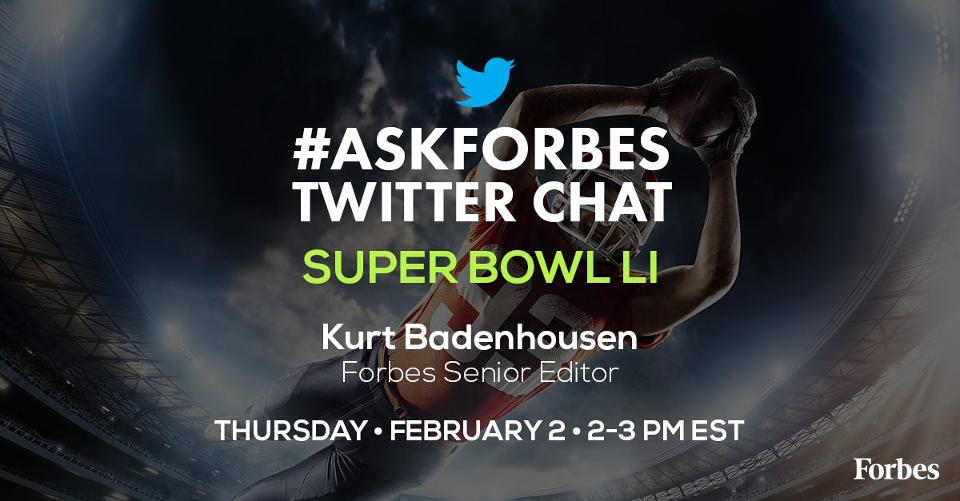 #ASKFORBES
TWITTER CHAT
SUPER BOWL LI
Kurt Badenhousen
Forbes Senior Editor
THURSDAY • FEBRUARY 2 • 2-3 PM EST
Forbes